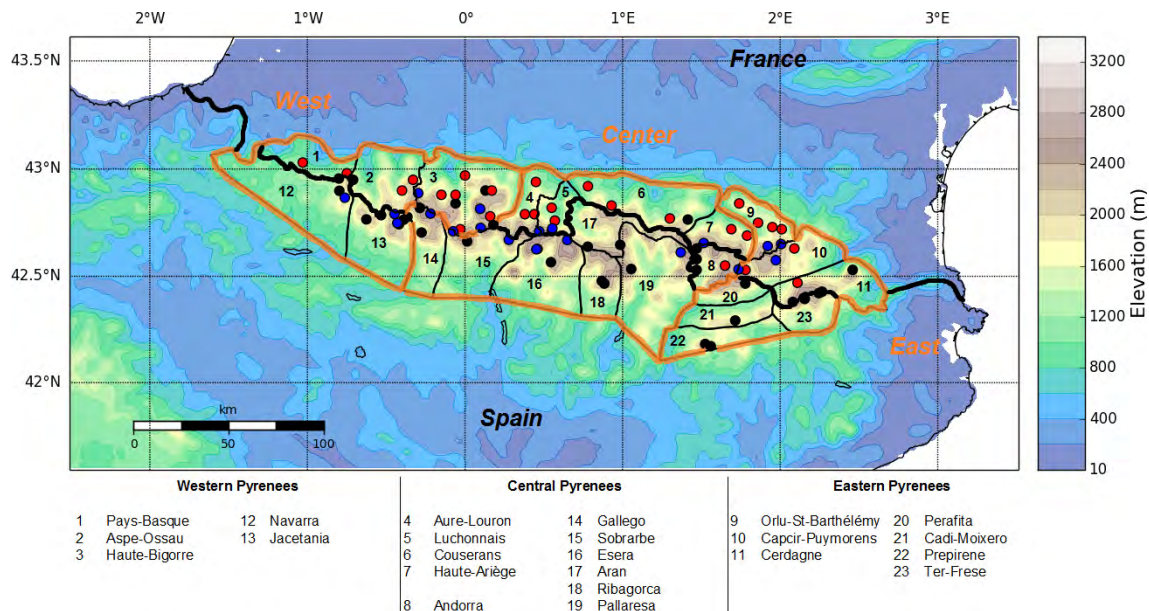 2°W 1°W 0° 1°E 2°E 3°E
43.5°N
43°N
42.5°N
42°N
France
West
Center
East
Spain
1
2
3
4
5
6
7
8
9
10
11
12
13
14
15
16
17
18
19
20
21
22
23
km
0 50 100
3200
2800
2400
2000
1600
1200
800
400
10
Elevation (m)
Western Pyrenees Central Pyrenees Eastern Pyrenees
1 Pays-Basque 12 Navarra 4 Aure-Louron 14 Gallego 9 Orlu-St-Barthélémy 20 Perafita
2 Aspe-Ossau 13 Jacetania 5 Luchonnais 15 Sobrarbe 10 Capcir-Puymorens 21 Cadi-Moixero
3 Haute-Bigorre 6 Couserans 16 Esera 11 Cerdagne 22 Prepirene
7 Haute-Ariège 17 Aran 23 Ter-Frese
18 Ribagorca
8 Andorra 19 Pallaresa